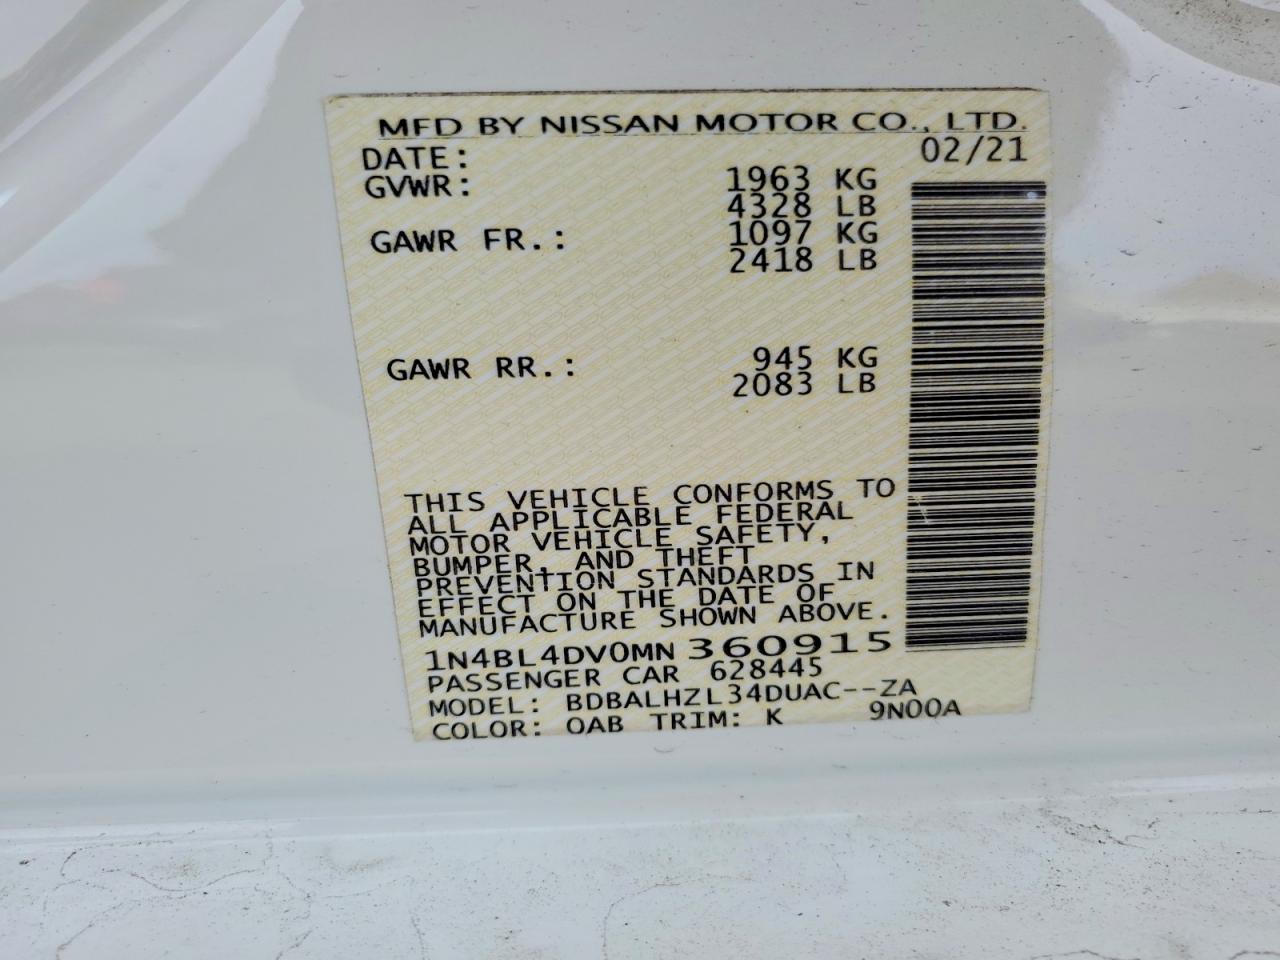 MFD BY NISSAN MOTOR CO., LTD.
DATE: 02/21
GVWR: 1963 KG
4328 LB
GAWR FR.: 1097 KG
2418 LB
GAWR RR.: 945 KG
2083 LB
THIS VEHICLE CONFORMS TO
ALL APPLICABLE FEDERAL
MOTOR VEHICLE SAFETY,
BUMPER, AND THEFT
PREVENTION STANDARDS IN
EFFECT ON THE DATE OF
MANUFACTURE SHOWN ABOVE.
1N4BL4DV0MN360915
PASSENGER CAR 628445
MODEL: BDBALHZL34DUAC--ZA
COLOR: QAB TRIM: K 9N00A